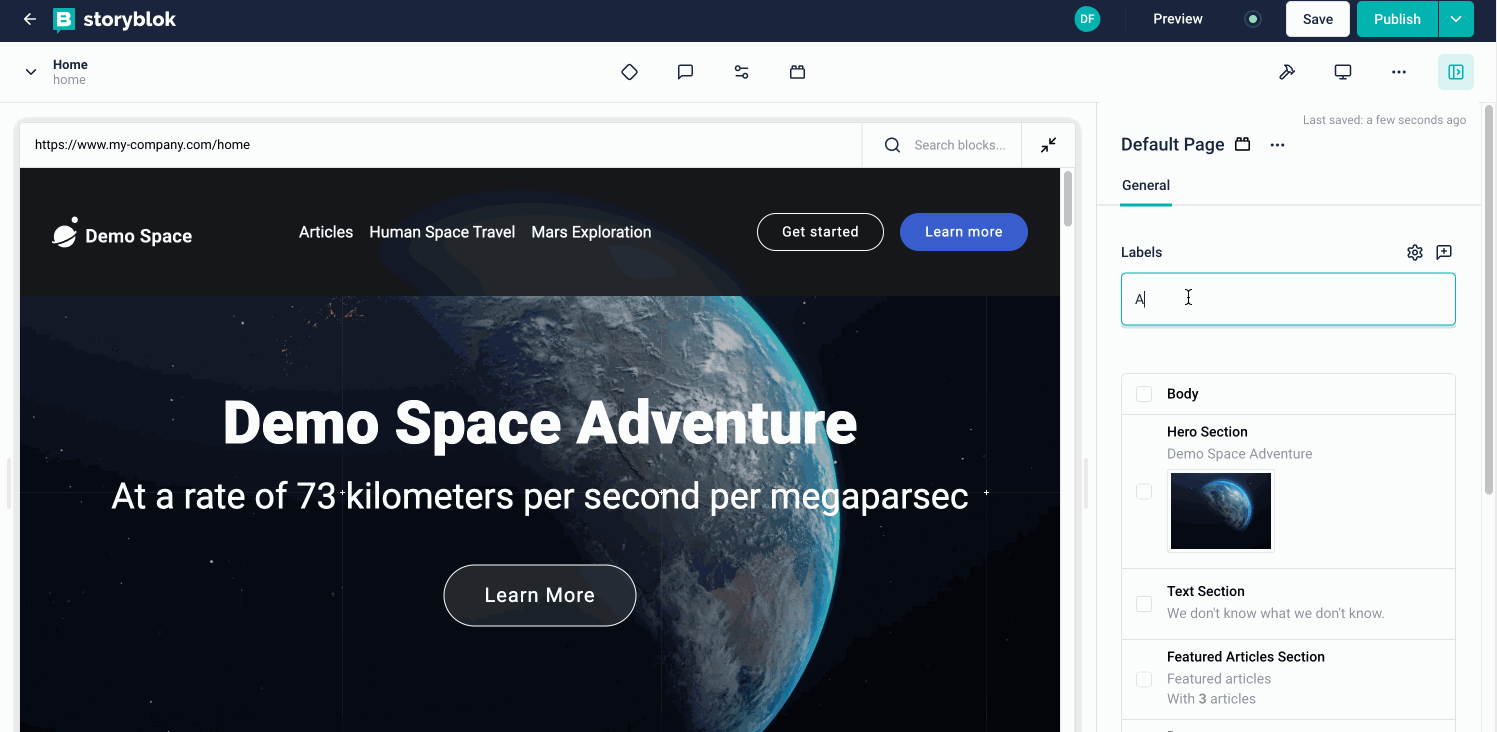 storyblok
DF
Preview
Save
Publish
Home
home
Last saved: a few seconds ago
https://www.my-company.com/home
Search blocks...
Default Page
General
Demo Space
Articles
Human Space Travel
Mars Exploration
Get started
Learn more
Labels
A
Demo Space Adventure
At a rate of 73 kilometers per second per megaparsec
Learn More
Body
Hero Section
Demo Space Adventure
Text Section
We don't know what we don't know.
Featured Articles Section
Featured articles
With 3 articles